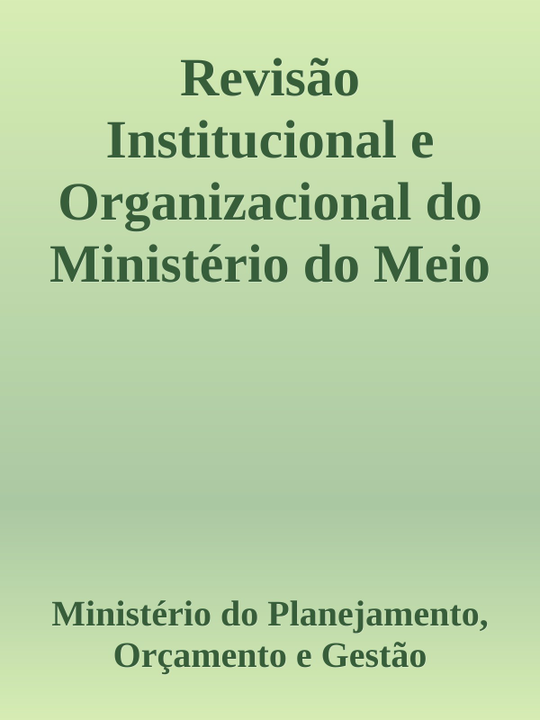 Revisão
Institucional e
Organizacional do
Ministério do Meio
Ministério do Planejamento,
Orçamento e Gestão